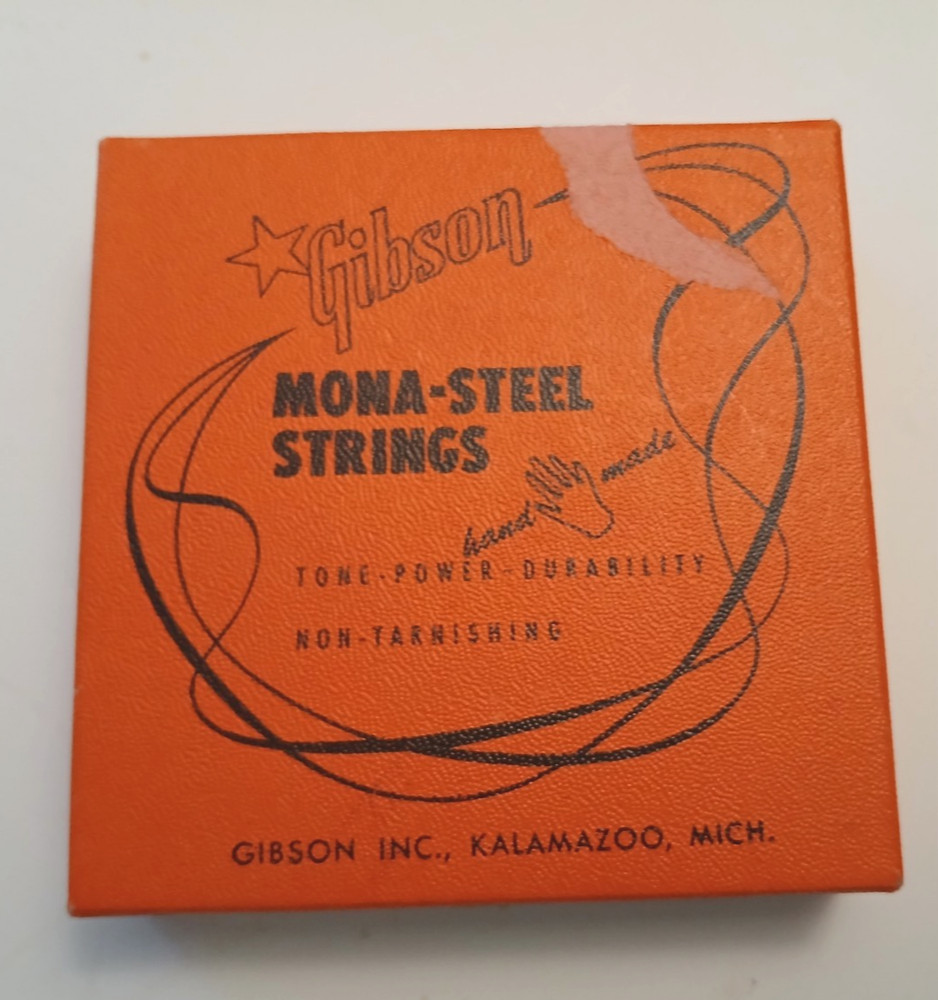 Gibson
MONA-STEEL
STRINGS
hand made
TONE-POWER-DURABILITY
NON-TARNISHING
GIBSON INC., KALAMAZOO, MICH.